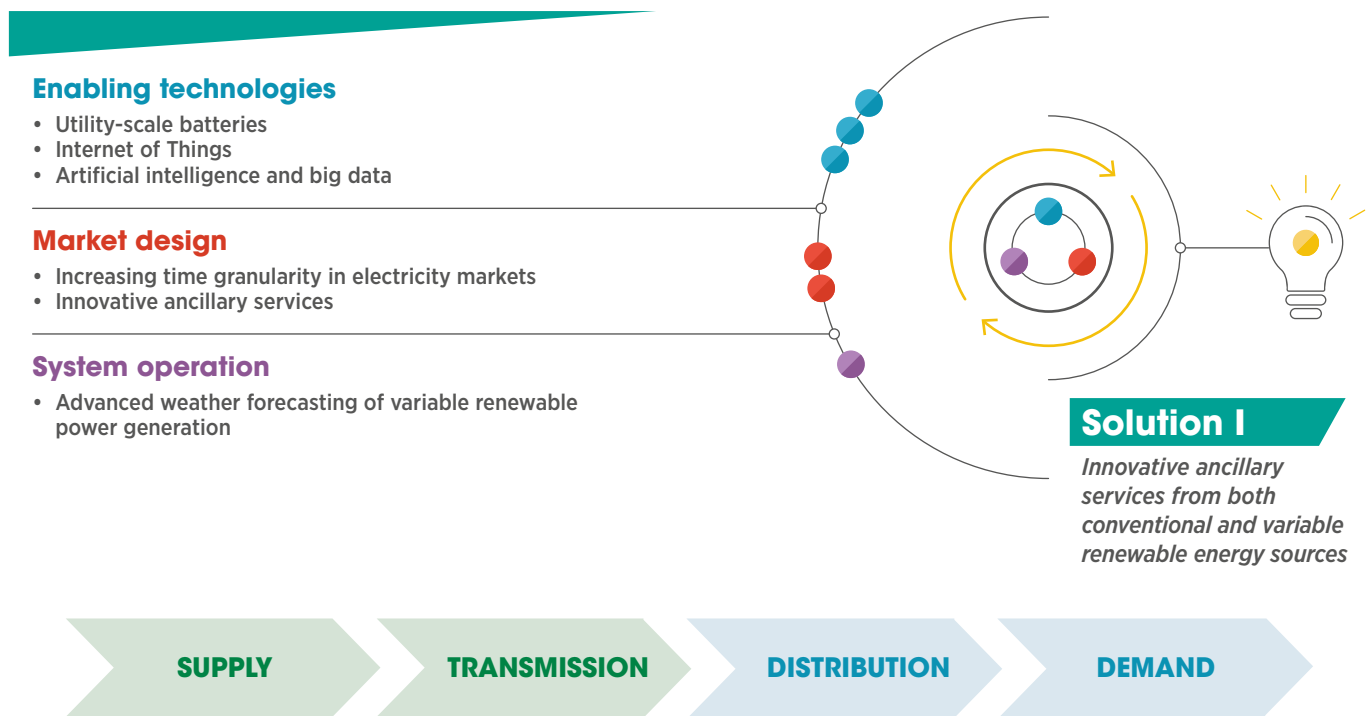 Enabling technologies
• Utility-scale batteries
• Internet of Things
• Artificial intelligence and big data
Market design
• Increasing time granularity in electricity markets
• Innovative ancillary services
System operation
• Advanced weather forecasting of variable renewable
power generation
Solution I
Innovative ancillary
services from both
conventional and variable
renewable energy sources
SUPPLY
TRANSMISSION
DISTRIBUTION
DEMAND